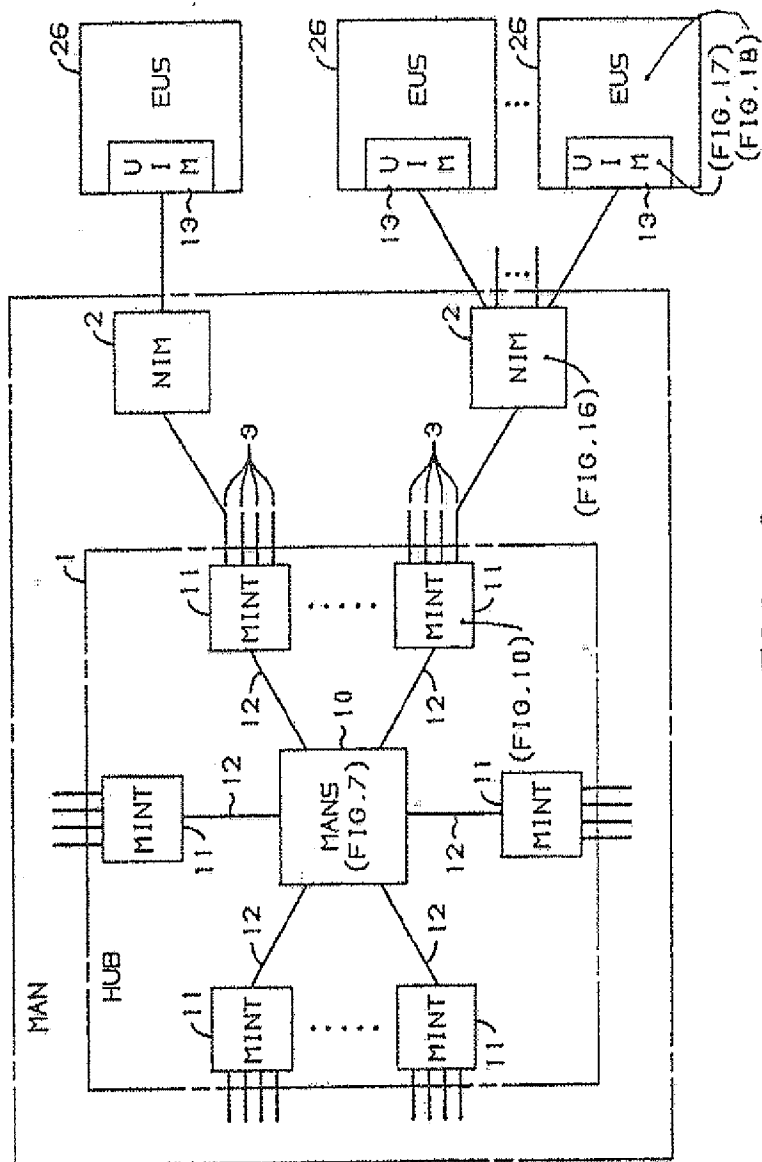 MAN
HUB
1
2
NIM
26
EUS
U I M
13
MINT
11
12
MINT
11
12
MINT
11
12
3
MANS
(FIG.7)
10
MINT
11
12
MINT
11
12
MINT
11
12
(FIG.10)
3
2
NIM
(FIG.16)
26
EUS
U I M
13
26
EUS
U I M
13
(FIG.17)
(FIG.18)